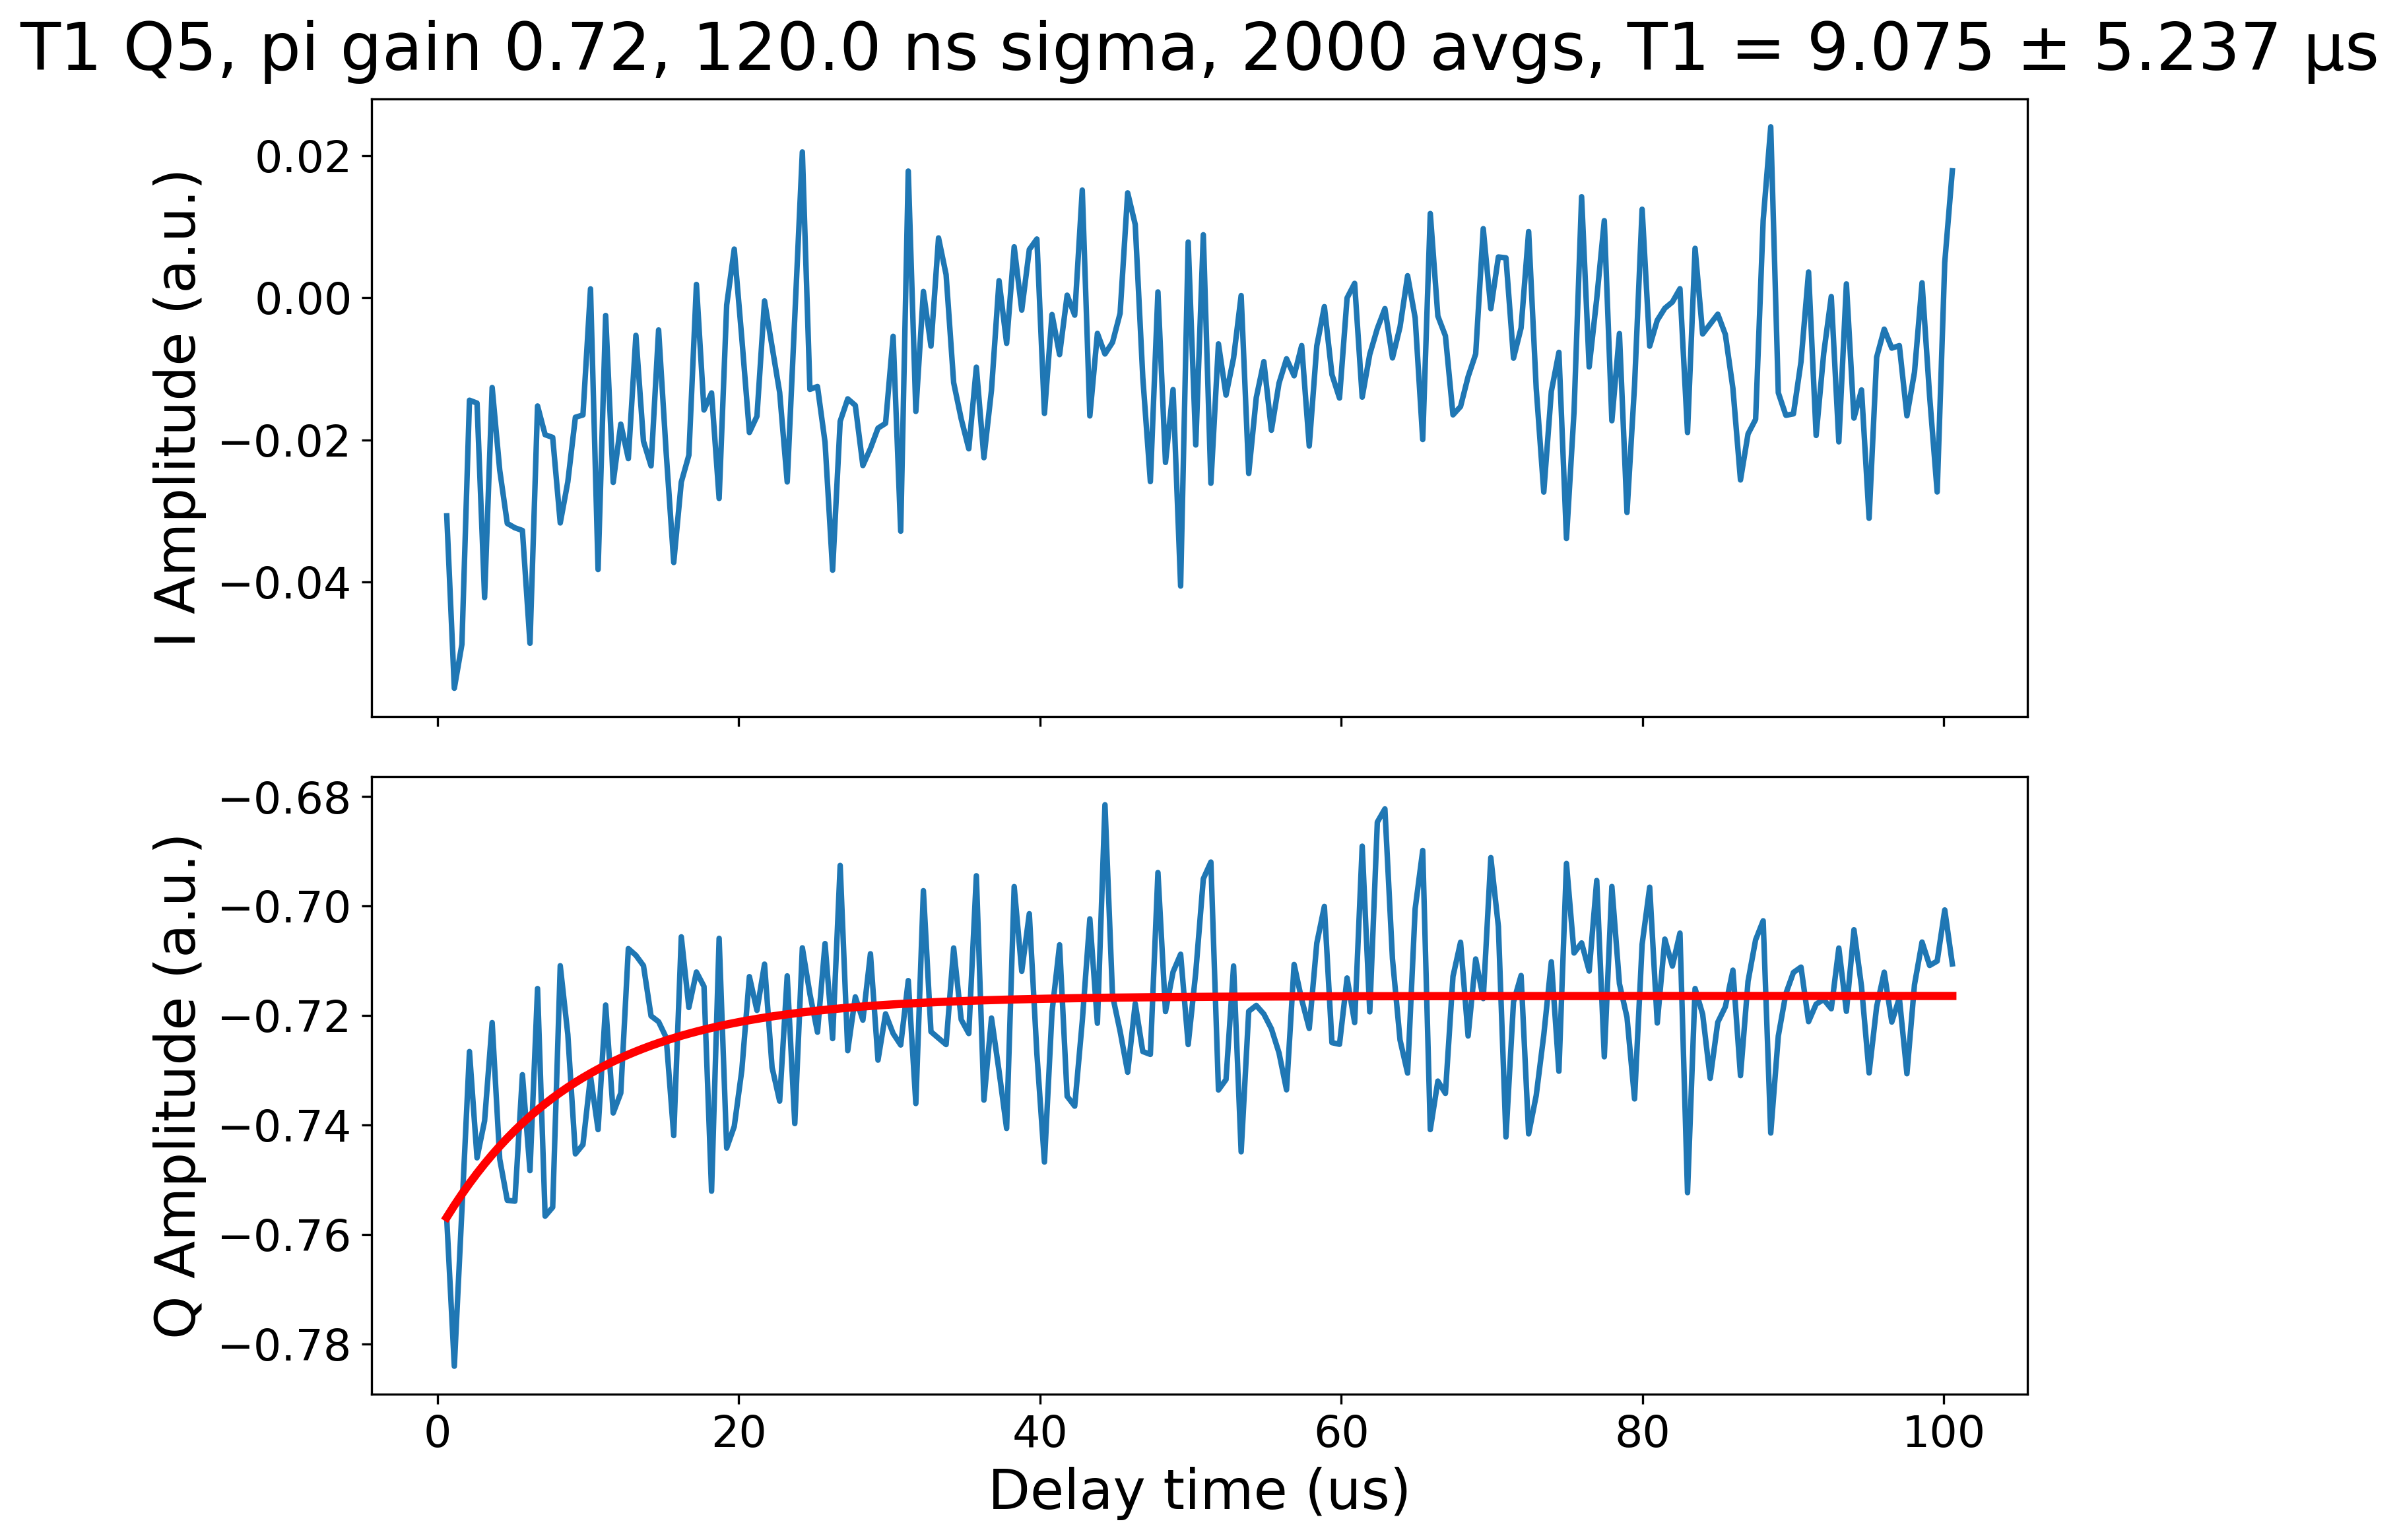 T1 Q5, pi gain 0.72, 120.0 ns sigma, 2000 avgs, T1 = 9.075 ± 5.237 µs
I Amplitude (a.u.)
0.02
0.00
−0.02
−0.04
Q Amplitude (a.u.)
−0.68
−0.70
−0.72
−0.74
−0.76
−0.78
0 20 40 60 80 100
Delay time (us)